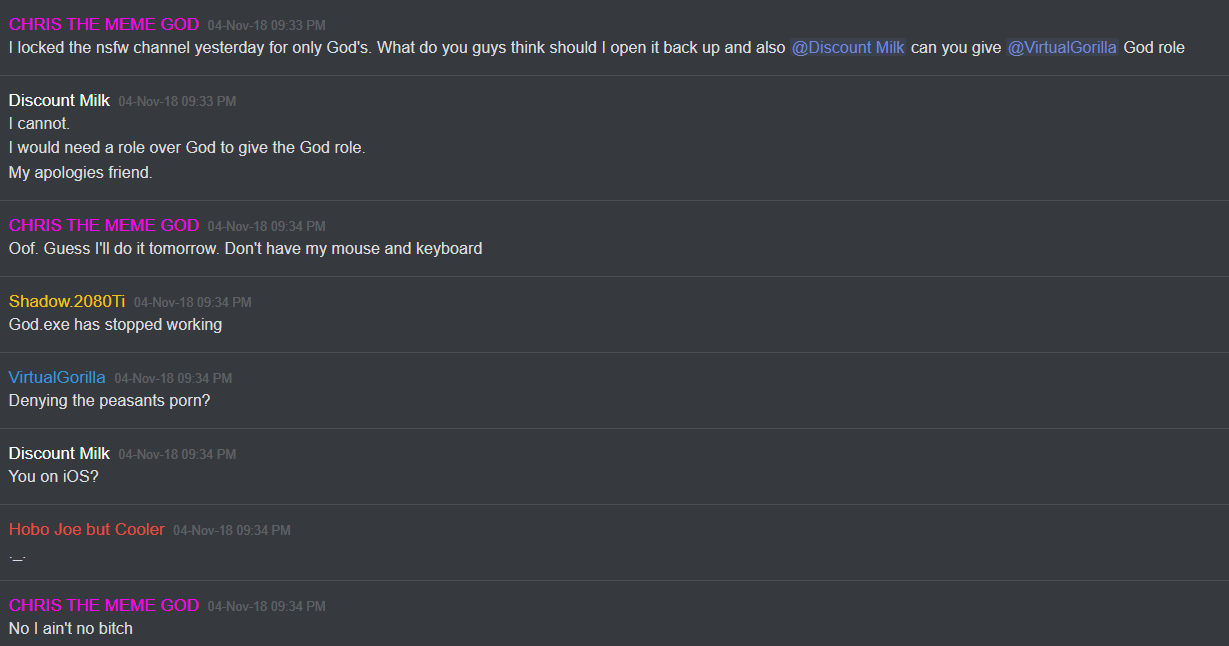 CHRIS THE MEME GOD 04-Nov-18 09:33 PM
I locked the nsfw channel yesterday for only God's. What do you guys think should I open it back up and also @Discount Milk can you give @VirtualGorilla God role
Discount Milk 04-Nov-18 09:33 PM
I cannot.
I would need a role over God to give the God role.
My apologies friend.
CHRIS THE MEME GOD 04-Nov-18 09:34 PM
Oof. Guess I'll do it tomorrow. Don't have my mouse and keyboard
Shadow.2080Ti 04-Nov-18 09:34 PM
God.exe has stopped working
VirtualGorilla 04-Nov-18 09:34 PM
Denying the peasants porn?
Discount Milk 04-Nov-18 09:34 PM
You on iOS?
Hobo Joe but Cooler 04-Nov-18 09:34 PM
._.
CHRIS THE MEME GOD 04-Nov-18 09:34 PM
No I ain't no bitch